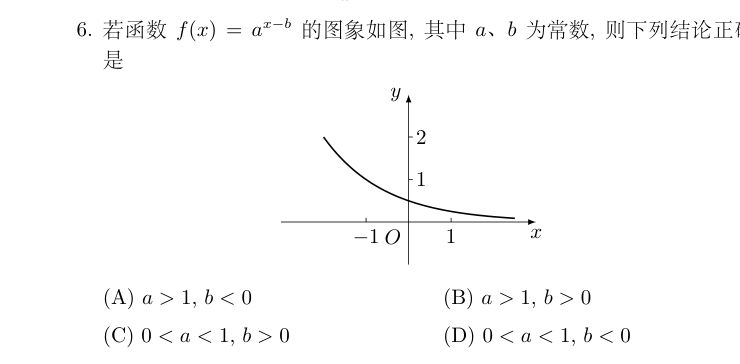 6. 若函数 f(x) = a^{x−b} 的图象如图, 其中 a、b 为常数, 则下列结论正
是
y
2
1
−1 O 1 x
(A) a > 1, b < 0 (B) a > 1, b > 0
(C) 0 < a < 1, b > 0 (D) 0 < a < 1, b < 0